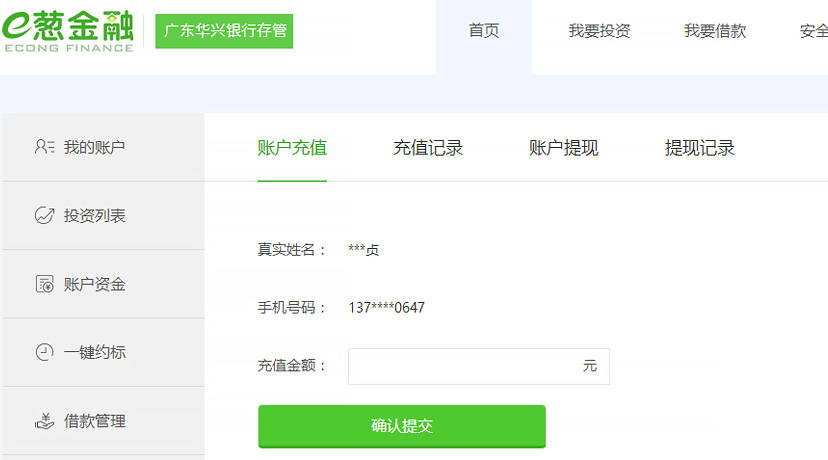 e葱金融
ECONG FINANCE
广东华兴银行存管
首页
我要投资
我要借款
安全
我的账户
投资列表
账户资金
一键约标
借款管理
账户充值
充值记录
账户提现
提现记录
真实姓名： ***贞
手机号码： 137****0647
充值金额： 元
确认提交